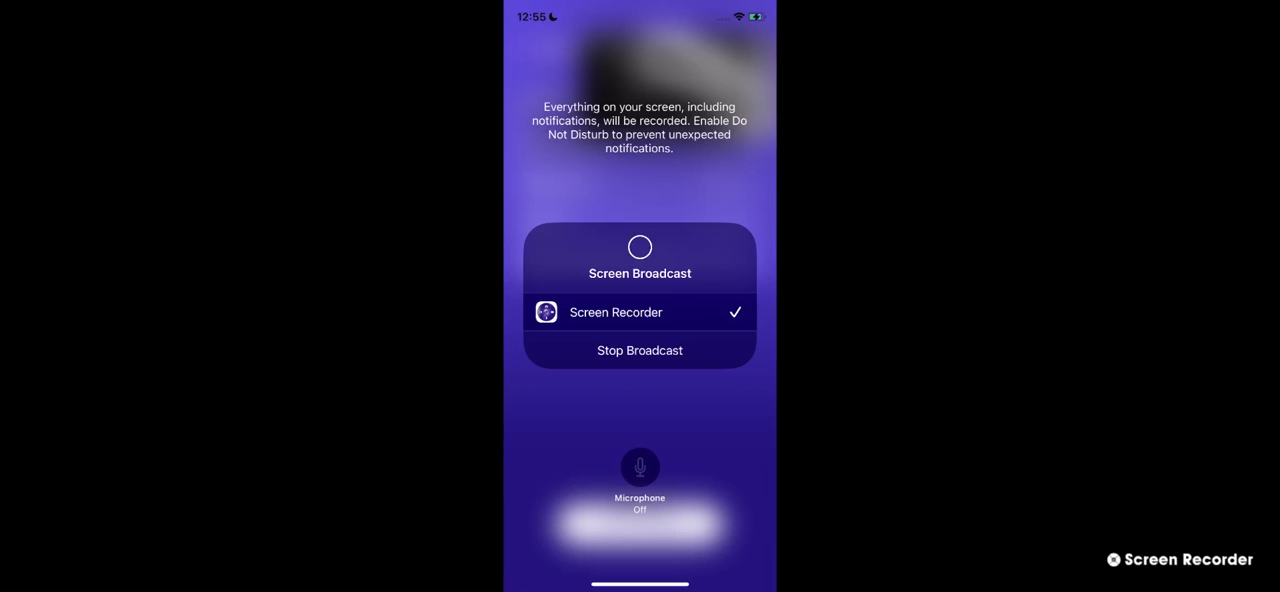 12:55
Everything on your screen, including
notifications, will be recorded. Enable Do
Not Disturb to prevent unexpected
notifications.
Screen Broadcast
Screen Recorder
Stop Broadcast
Microphone
Off
Screen Recorder